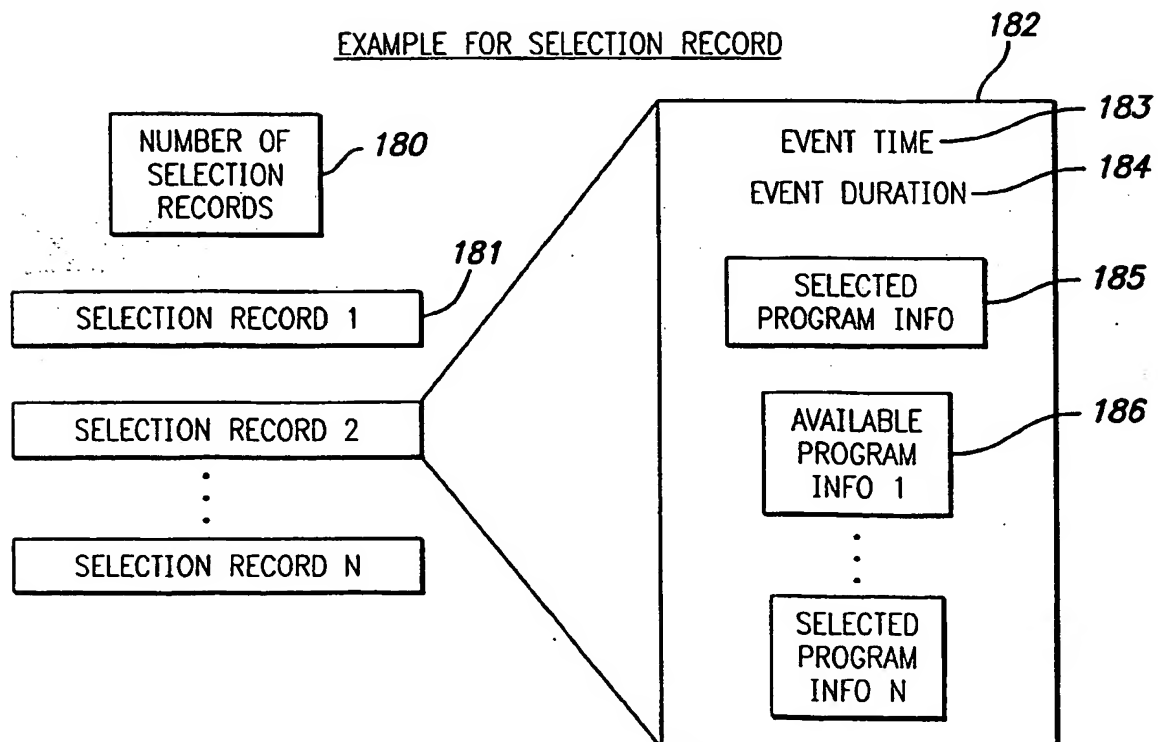 EXAMPLE FOR SELECTION RECORD
182
NUMBER OF
SELECTION
RECORDS
180
181
SELECTION RECORD 1
SELECTION RECORD 2
SELECTION RECORD N
EVENT TIME
183
EVENT DURATION
184
SELECTED
PROGRAM INFO
185
AVAILABLE
PROGRAM
INFO 1
186
SELECTED
PROGRAM
INFO N